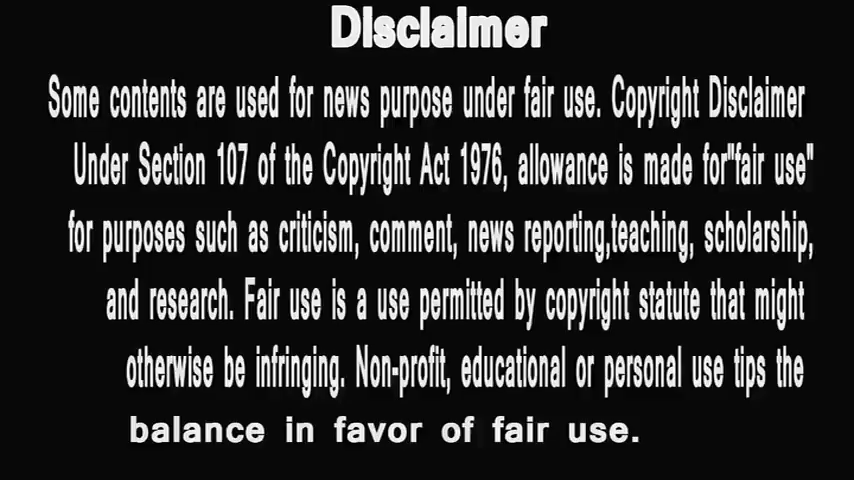 Disclaimer
Some contents are used for news purpose under fair use. Copyright Disclaimer
Under Section 107 of the Copyright Act 1976, allowance is made for"fair use"
for purposes such as criticism, comment, news reporting,teaching, scholarship,
and research. Fair use is a use permitted by copyright statute that might
otherwise be infringing. Non-profit, educational or personal use tips the
balance in favor of fair use.